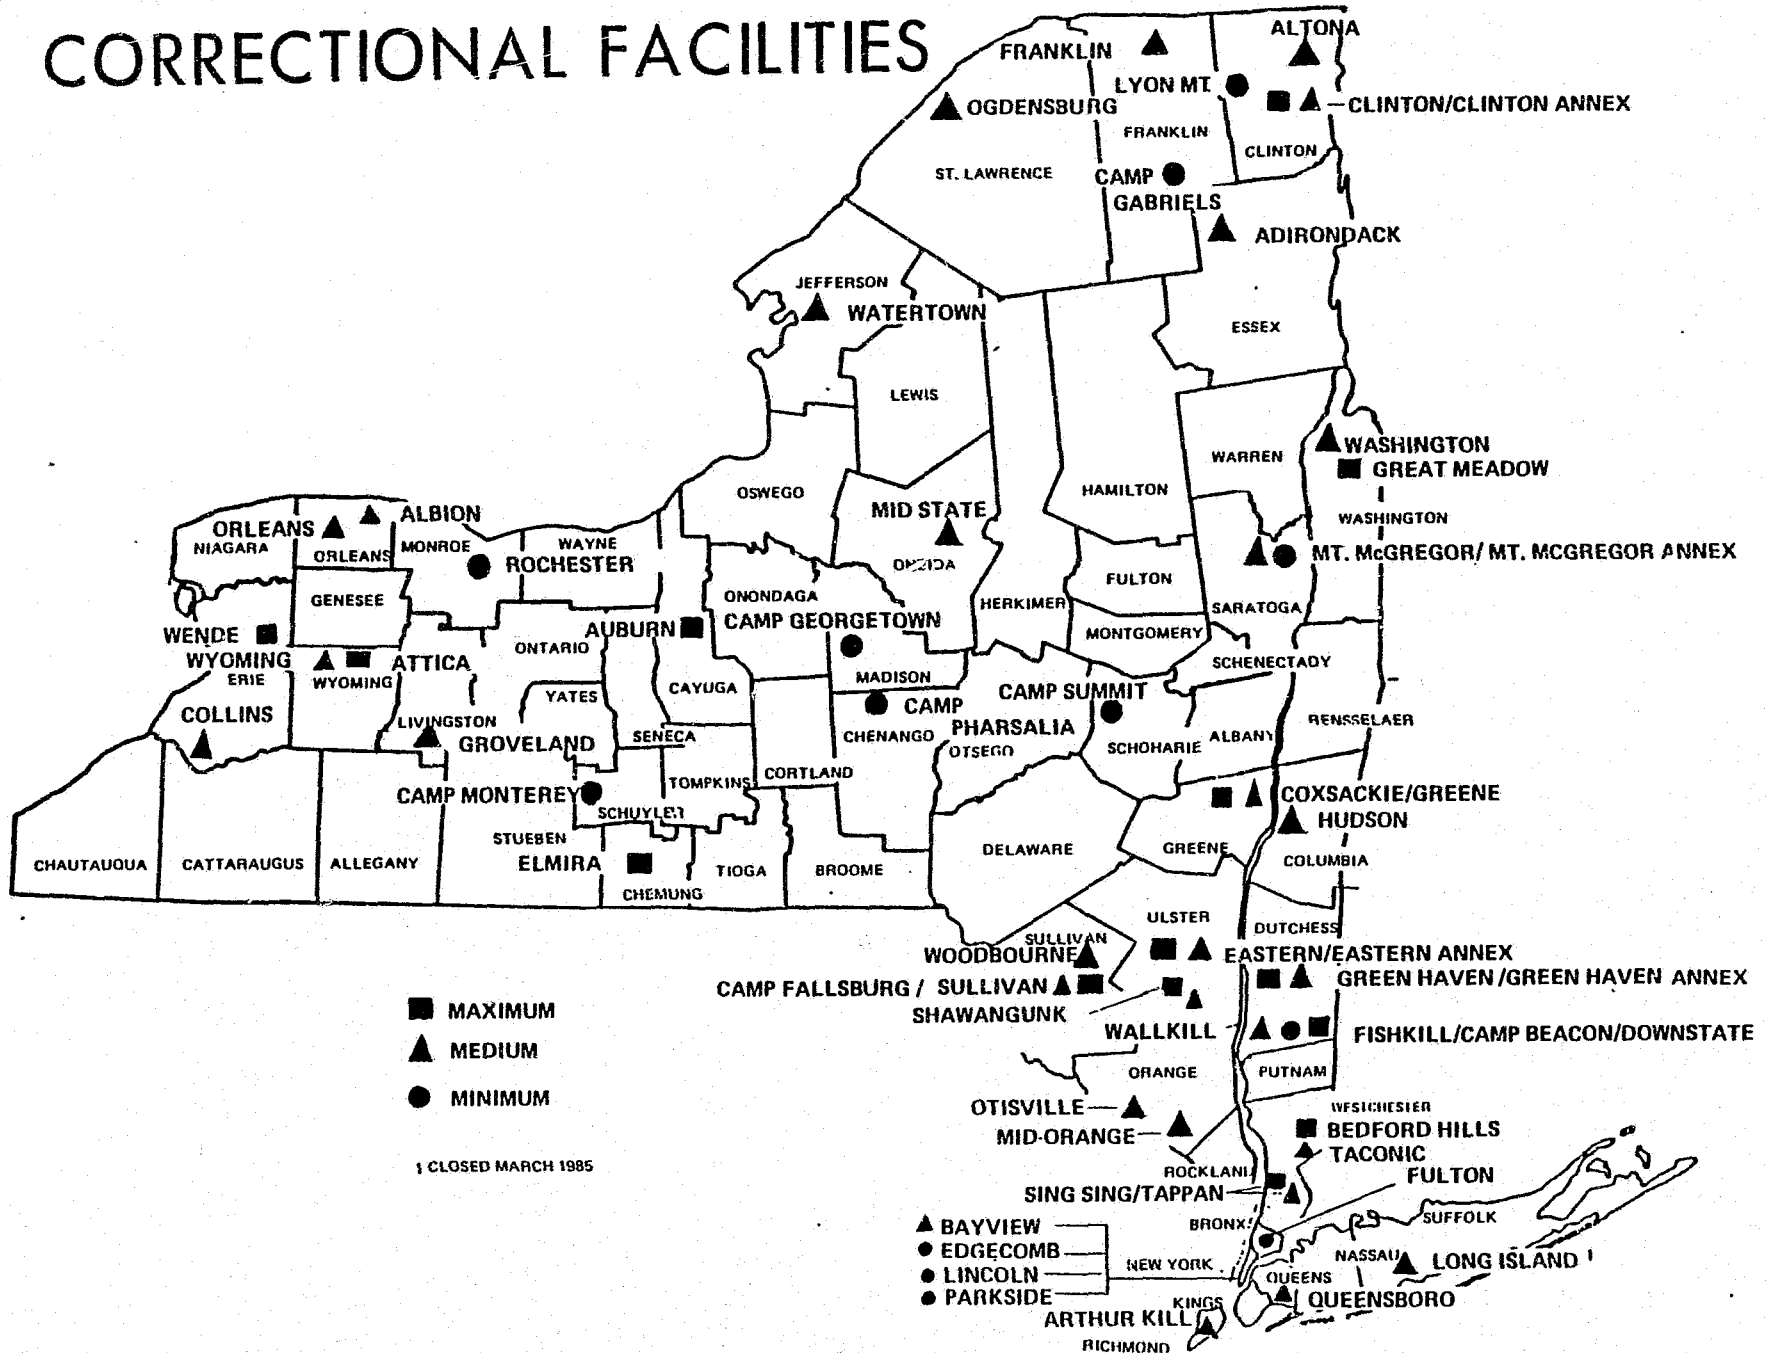 CORRECTIONAL FACILITIES
ALTONA
FRANKLIN
LYON MT.
OGDENSBURG
CLINTON/CLINTON ANNEX
FRANKLIN
CLINTON
ST. LAWRENCE
CAMP
GABRIELS
ADIRONDACK
JEFFERSON
WATERTOWN
ESSEX
LEWIS
WASHINGTON
WARREN
GREAT MEADOW
OSWEGO
HAMILTON
MID STATE
WASHINGTON
ALBION
ORLEANS
NIAGARA
ORLEANS
MONROE
WAYNE
ROCHESTER
MT. McGREGOR/ MT. MCGREGOR ANNEX
ONEIDA
FULTON
GENESEE
ONONDAGA
HERKIMER
SARATOGA
CAMP GEORGETOWN
AUBURN
WENDE
MONTGOMERY
ONTARIO
WYOMING
ATTICA
SCHENECTADY
ERIE
WYOMING
MADISON
CAYUGA
CAMP SUMMIT
YATES
CAMP
PHARSALIA
COLLINS
LIVINGSTON
RENSSELAER
SENECA
CHENANGO
ALBANY
GROVELAND
OTSEGO
SCHOHARIE
CORTLAND
TOMPKINS
CAMP MONTEREY
COXSACKIE/GREENE
SCHUYLER
HUDSON
STUEBEN
DELAWARE
GREENE
CHAUTAUQUA
CATTARAUGUS
ALLEGANY
ELMIRA
TIOGA
BROOME
COLUMBIA
CHEMUNG
ULSTER
DUTCHESS
SULLIVAN
WOODBOURNE
EASTERN/EASTERN ANNEX
GREEN HAVEN/GREEN HAVEN ANNEX
CAMP FALLSBURG / SULLIVAN
SHAWANGUNK
WALLKILL
FISHKILL/CAMP BEACON/DOWNSTATE
MAXIMUM
MEDIUM
MINIMUM
ORANGE
PUTNAM
OTISVILLE
WESTCHESTER
MID-ORANGE
BEDFORD HILLS
TACONIC
1 CLOSED MARCH 1985
ROCKLAND
FULTON
SING SING/TAPPAN
BAYVIEW
BRONX
SUFFOLK
EDGECOMB
NEW YORK
NASSAU
LONG ISLAND 1
LINCOLN
QUEENS
PARKSIDE
KINGS
QUEENSBORO
ARTHUR KILL
RICHMOND